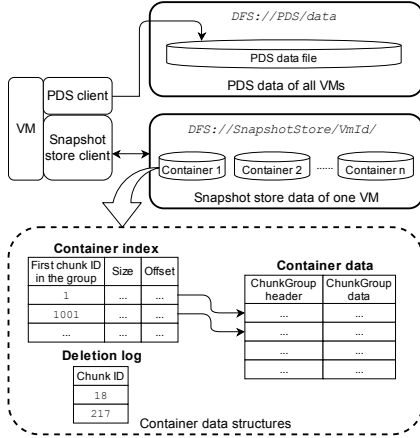 DFS://PDS/data
PDS data file
PDS data of all VMs
PDS client
VM
Snapshot
store client
DFS://SnapshotStore/VmId/
Container 1
Container 2
......
Container n
Snapshot store data of one VM
Container index
First chunk ID
in the group
Size
Offset
1
...
...
1001
...
...
...
...
...
Container data
ChunkGroup
header
ChunkGroup
data
...
...
...
...
...
...
...
...
Deletion log
Chunk ID
18
217
Container data structures